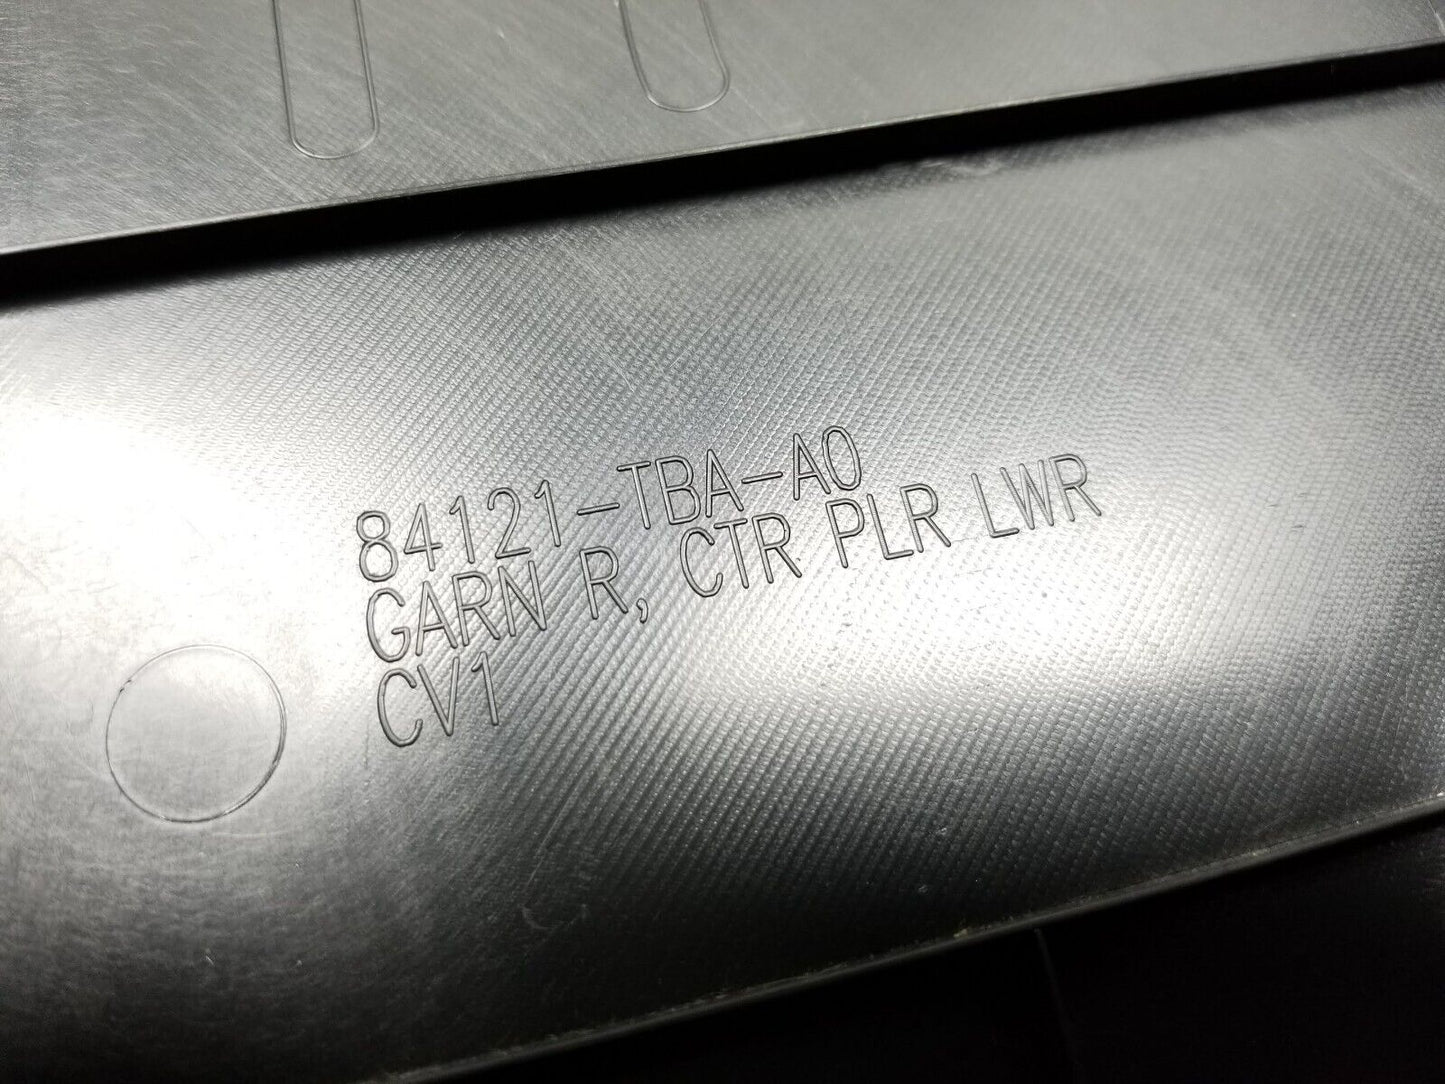 84121-TBA-A0
GARN R, CTR PLR LWR
CV1